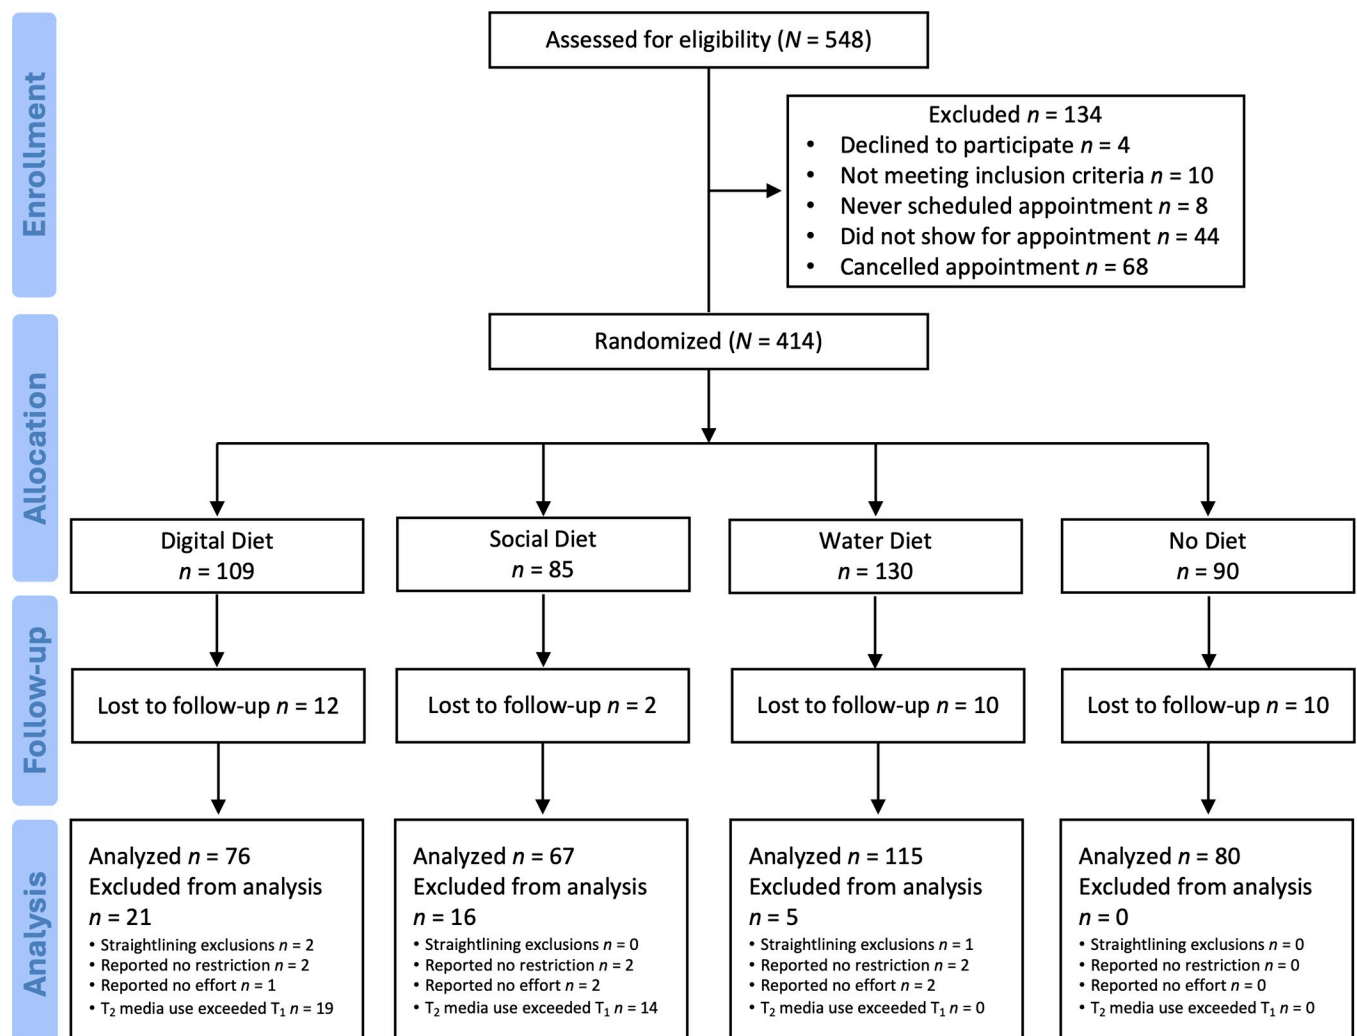 Enrollment
Assessed for eligibility (N = 548)
Excluded n = 134
• Declined to participate n = 4
• Not meeting inclusion criteria n = 10
• Never scheduled appointment n = 8
• Did not show for appointment n = 44
• Cancelled appointment n = 68
Allocation
Randomized (N = 414)
Digital Diet
n = 109
Social Diet
n = 85
Water Diet
n = 130
No Diet
n = 90
Follow-up
Lost to follow-up n = 12
Lost to follow-up n = 2
Lost to follow-up n = 10
Lost to follow-up n = 10
Analysis
Analyzed n = 76
Excluded from analysis
n = 21
• Straightlining exclusions n = 2
• Reported no restriction n = 2
• Reported no effort n = 1
• T₂ media use exceeded T₁ n = 19
Analyzed n = 67
Excluded from analysis
n = 16
• Straightlining exclusions n = 0
• Reported no restriction n = 2
• Reported no effort n = 2
• T₂ media use exceeded T₁ n = 14
Analyzed n = 115
Excluded from analysis
n = 5
• Straightlining exclusions n = 1
• Reported no restriction n = 2
• Reported no effort n = 2
• T₂ media use exceeded T₁ n = 0
Analyzed n = 80
Excluded from analysis
n = 0
• Straightlining exclusions n = 0
• Reported no restriction n = 0
• Reported no effort n = 0
• T₂ media use exceeded T₁ n = 0